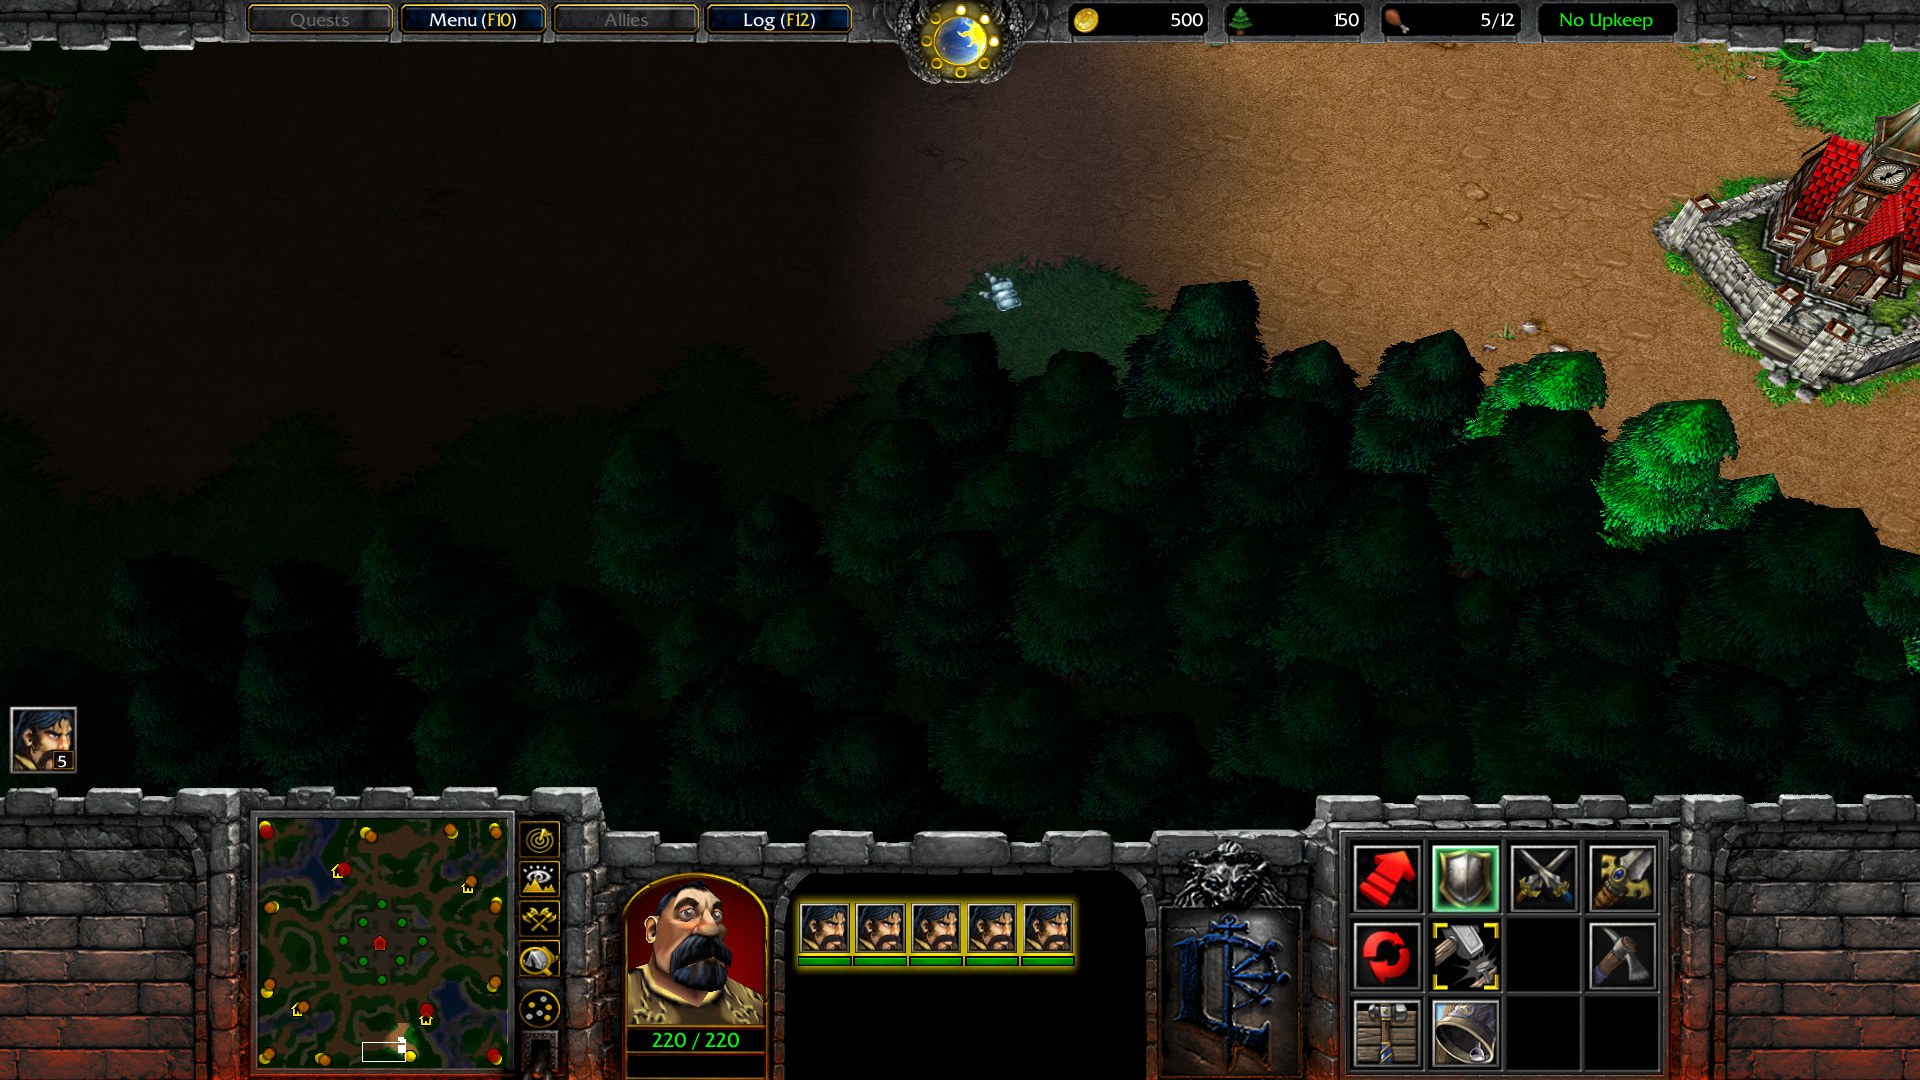 Quests
Menu (F10)
Allies
Log (F12)
500
150
5/12
No Upkeep
5
220 / 220